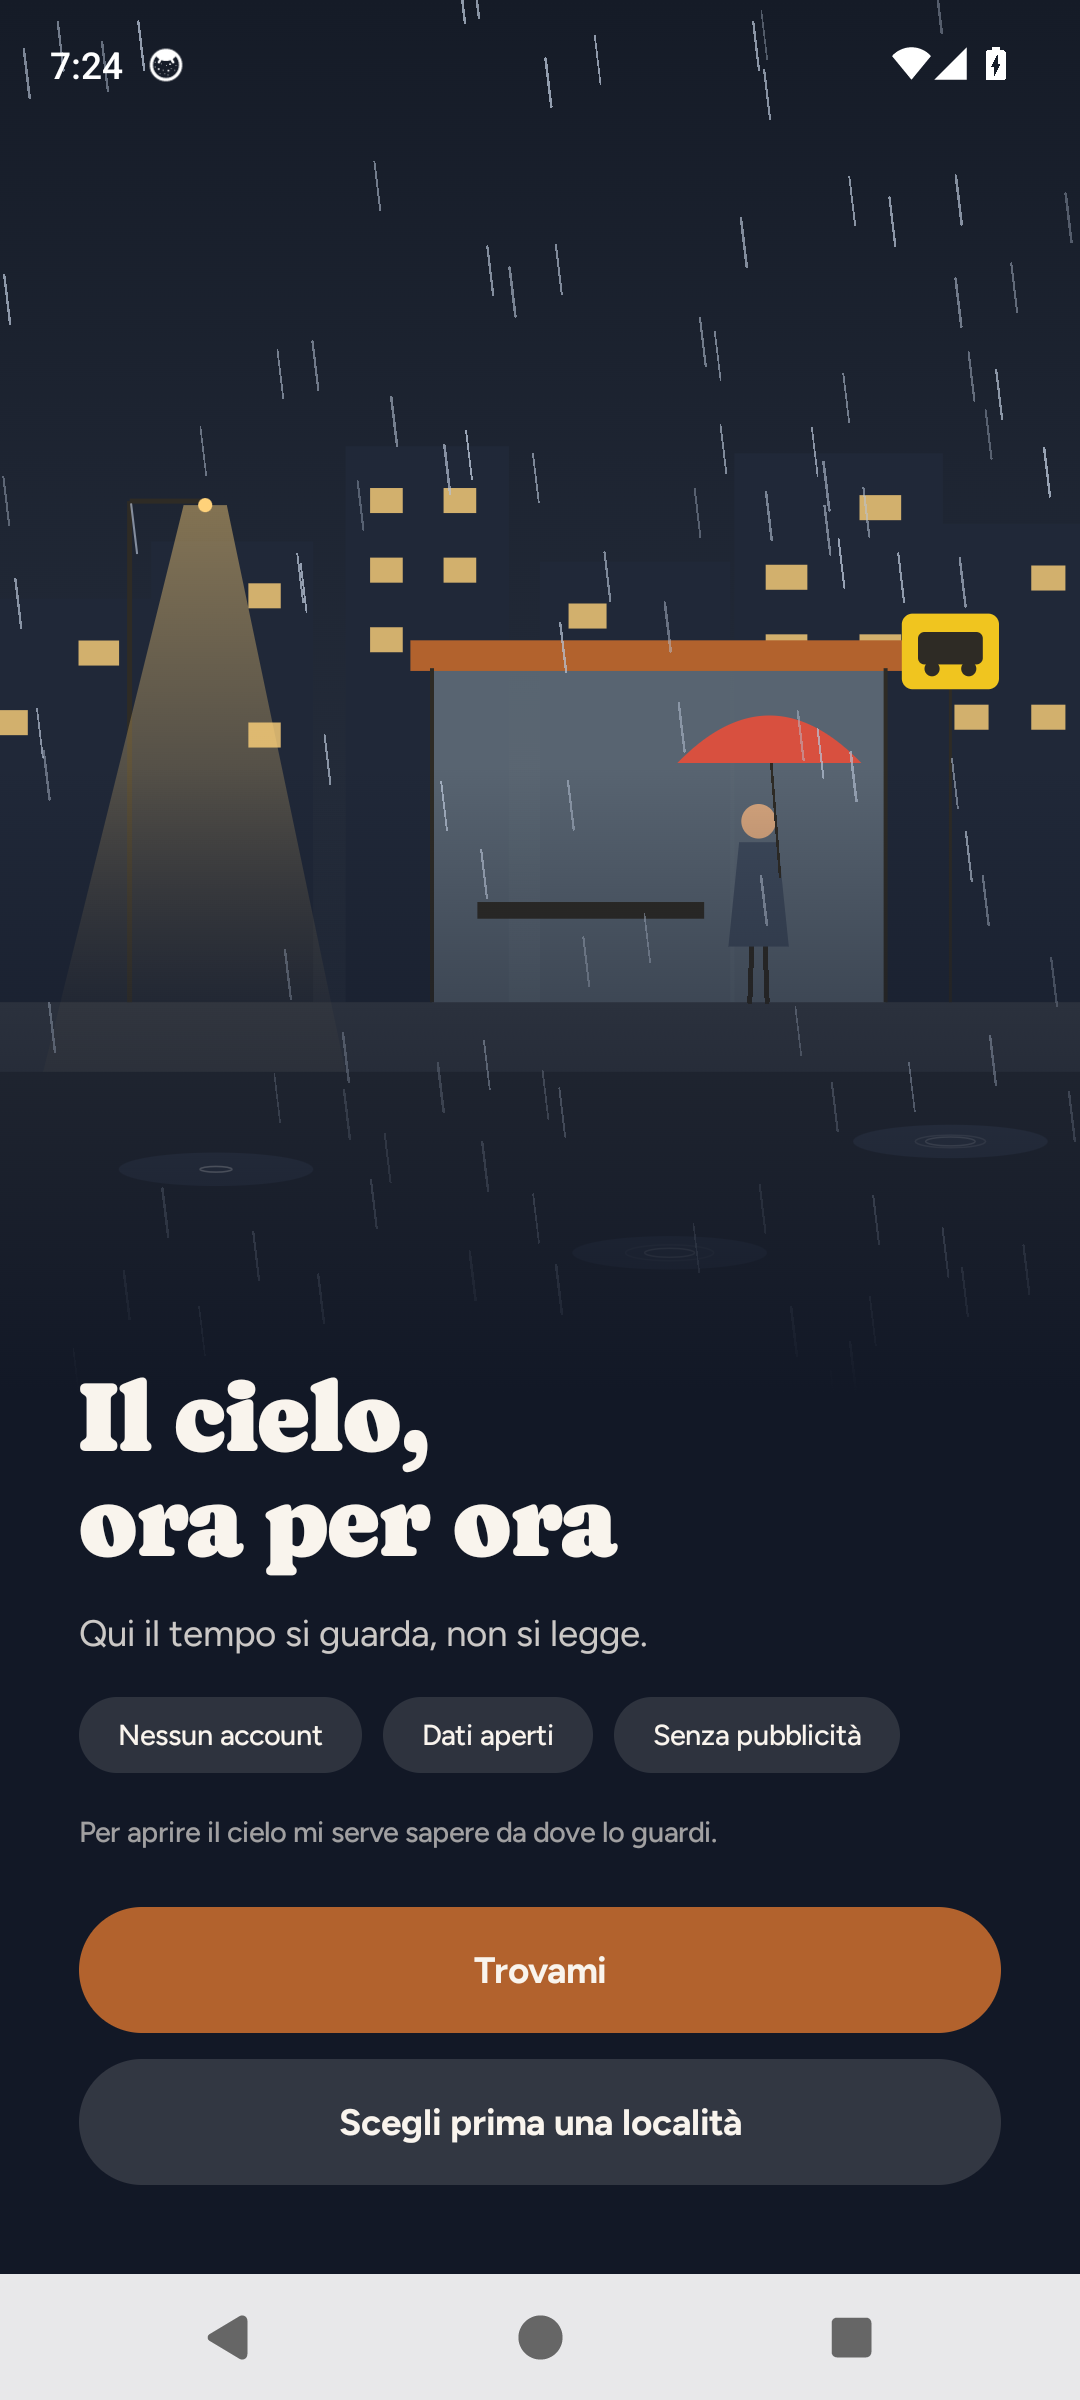 7:24
Il cielo,
ora per ora
Qui il tempo si guarda, non si legge.
Nessun account
Dati aperti
Senza pubblicità
Per aprire il cielo mi serve sapere da dove lo guardi.
Trovami
Scegli prima una località